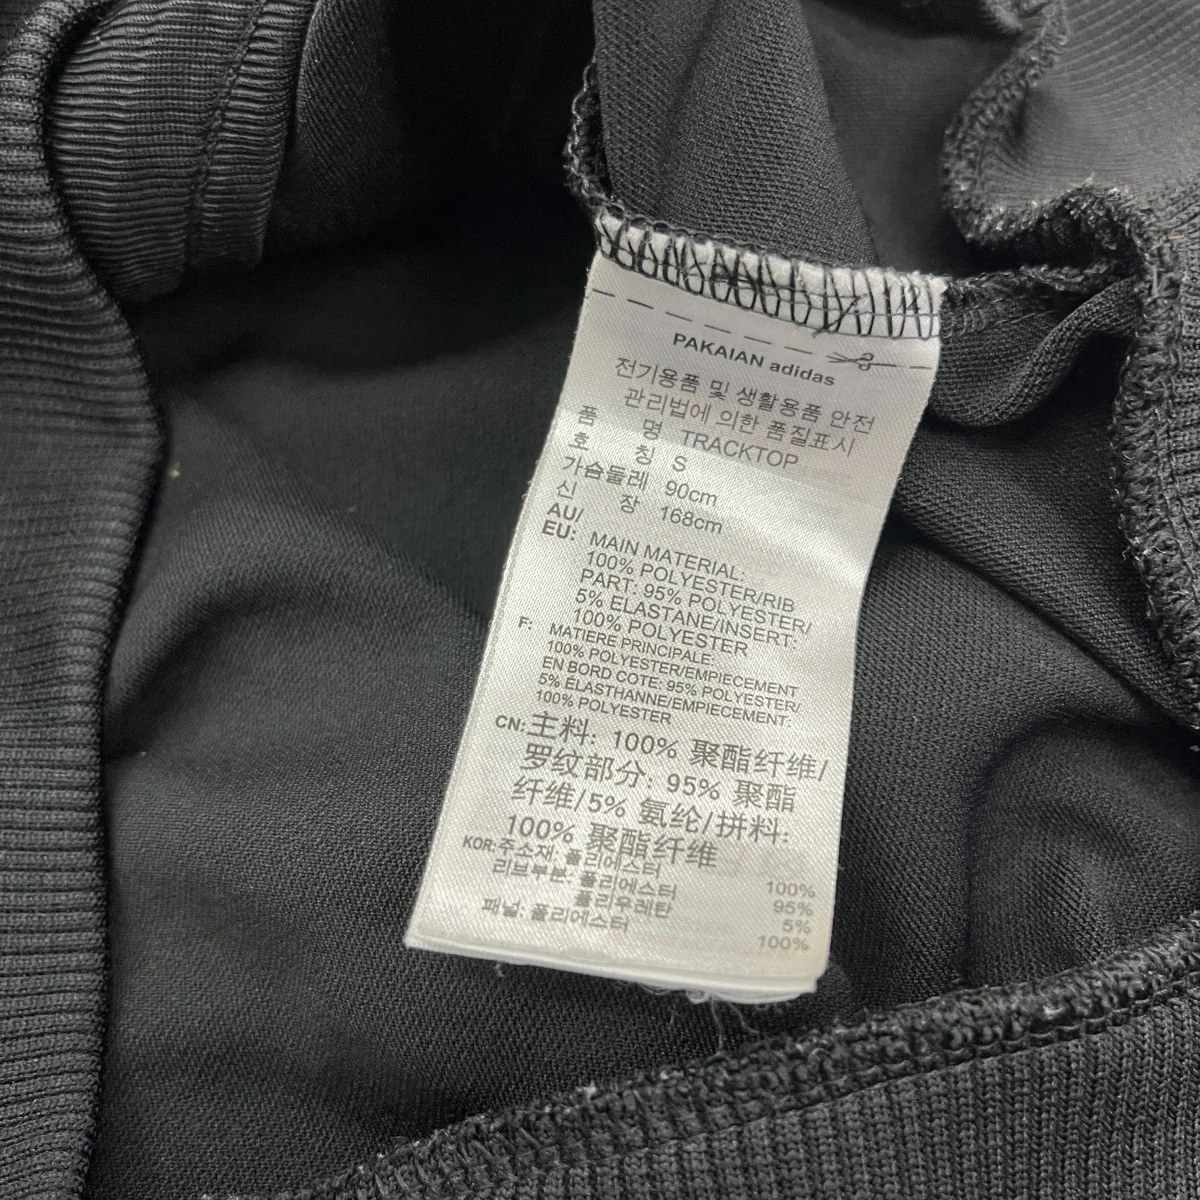 PAKAIAN adidas
전기용품 및 생활용품 안전
관리법에 의한 품질표시
품 명 TRACKTOP
호 칭 S
가슴둘레 90cm
신 장 168cm
AU/
EU: MAIN MATERIAL:
100% POLYESTER/RIB
PART: 95% POLYESTER/
5% ELASTANE/INSERT:
100% POLYESTER
F: MATIERE PRINCIPALE:
100% POLYESTER/EMPIECEMENT
EN BORD COTE: 95% POLYESTER/
5% ELASTHANNE/EMPIECEMENT:
100% POLYESTER
CN: 主料: 100% 聚酯纤维/
罗纹部分: 95% 聚酯
纤维/5% 氨纶/拼料:
100% 聚酯纤维
KOR: 주소재: 폴리에스터 100%
리브부분: 폴리에스터 95%
폴리우레탄 5%
패널: 폴리에스터 100%